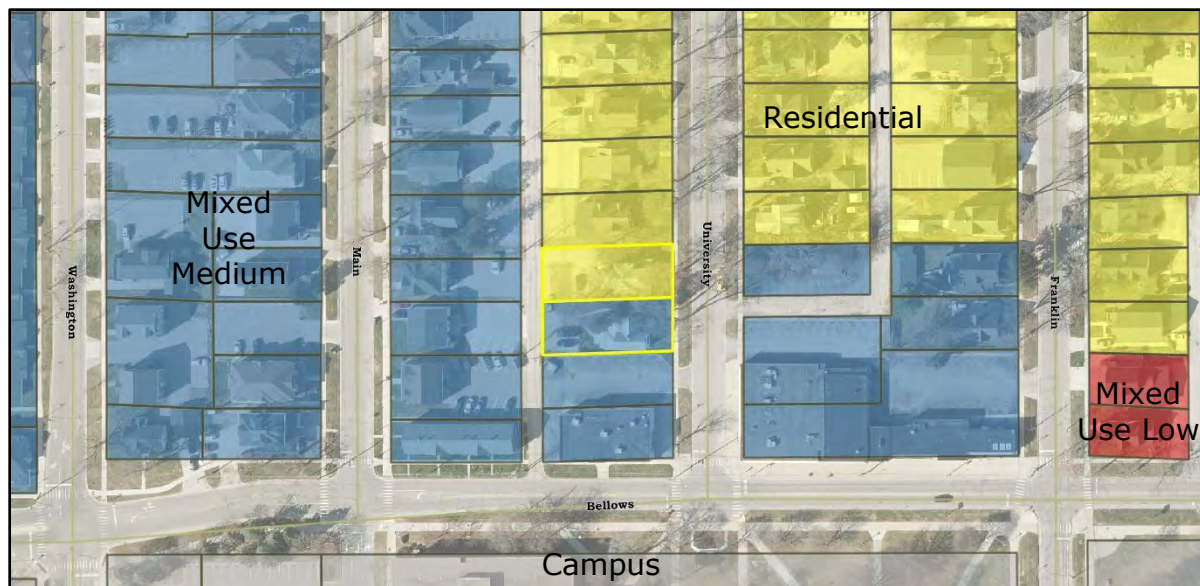 Residential
Mixed
Use
Medium
Washington
Main
University
Franklin
Mixed
Use Low
Bellows
Campus